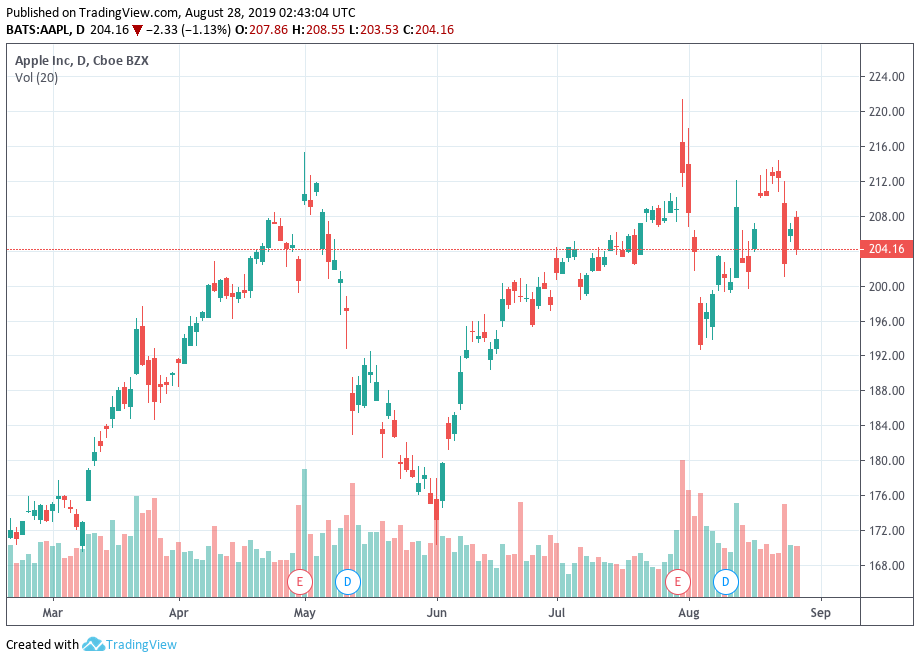 Published on TradingView.com, August 28, 2019 02:43:04 UTC
BATS:AAPL, D 204.16 ▼ −2.33 (−1.13%) O:207.86 H:208.55 L:203.53 C:204.16
Apple Inc, D, Cboe BZX
Vol (20)
224.00
220.00
216.00
212.00
208.00
204.16
200.00
196.00
192.00
188.00
184.00
180.00
176.00
172.00
168.00
E D E D
Mar Apr May Jun Jul Aug Sep
Created with TradingView